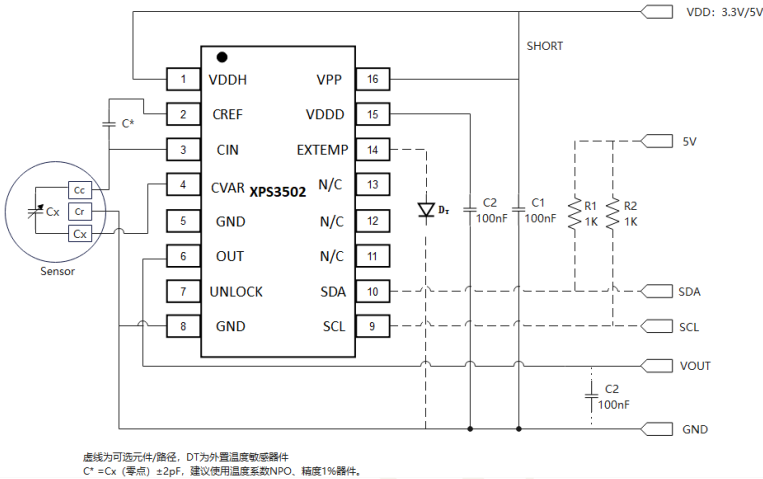 VDD：3.3V/5V
SHORT
1 VDDH VPP 16
2 CREF VDDD 15
C*
3 CIN EXTEMP 14
5V
4 CVAR XPS3502 N/C 13
Cc
Cx Cr
Cx
Sensor
DT
C2
100nF
C1
100nF
R1
1K
R2
1K
5 GND N/C 12
6 OUT N/C 11
7 UNLOCK SDA 10
SDA
8 GND SCL 9
SCL
VOUT
C2
100nF
GND
虚线为可选元件/路径，DT为外置温度敏感器件
C* =Cx（零点）±2pF，建议使用温度系数NPO、精度1%器件。